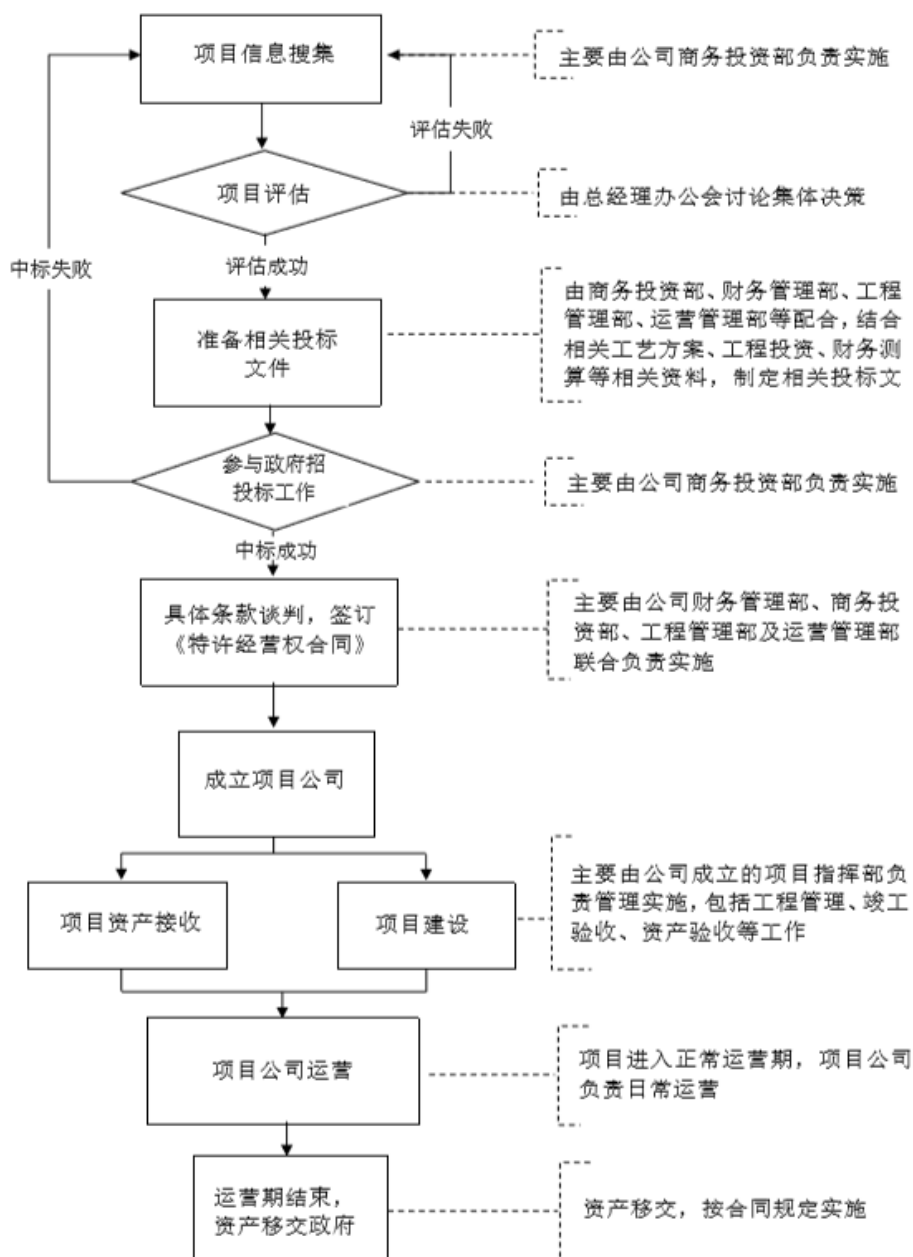 项目信息搜集
主要由公司商务投资部负责实施
评估失败
项目评估
由总经理办公会讨论集体决策
中标失败
评估成功
准备相关投标
文件
由商务投资部、财务管理部、工程
管理部、运营管理部等配合，结合
相关工艺方案、工程投资、财务测
算等相关资料，制定相关投标文
参与政府招
投标工作
主要由公司商务投资部负责实施
中标成功
具体条款谈判，签订
《特许经营权合同》
主要由公司财务管理部、商务投
资部、工程管理部及运营管理部
联合负责实施
成立项目公司
项目资产接收
项目建设
主要由公司成立的项目指挥部负
责管理实施，包括工程管理、竣工
验收、资产验收等工作
项目公司运营
项目进入正常运营期，项目公司
负责日常运营
运营期结束，
资产移交政府
资产移交，按合同规定实施